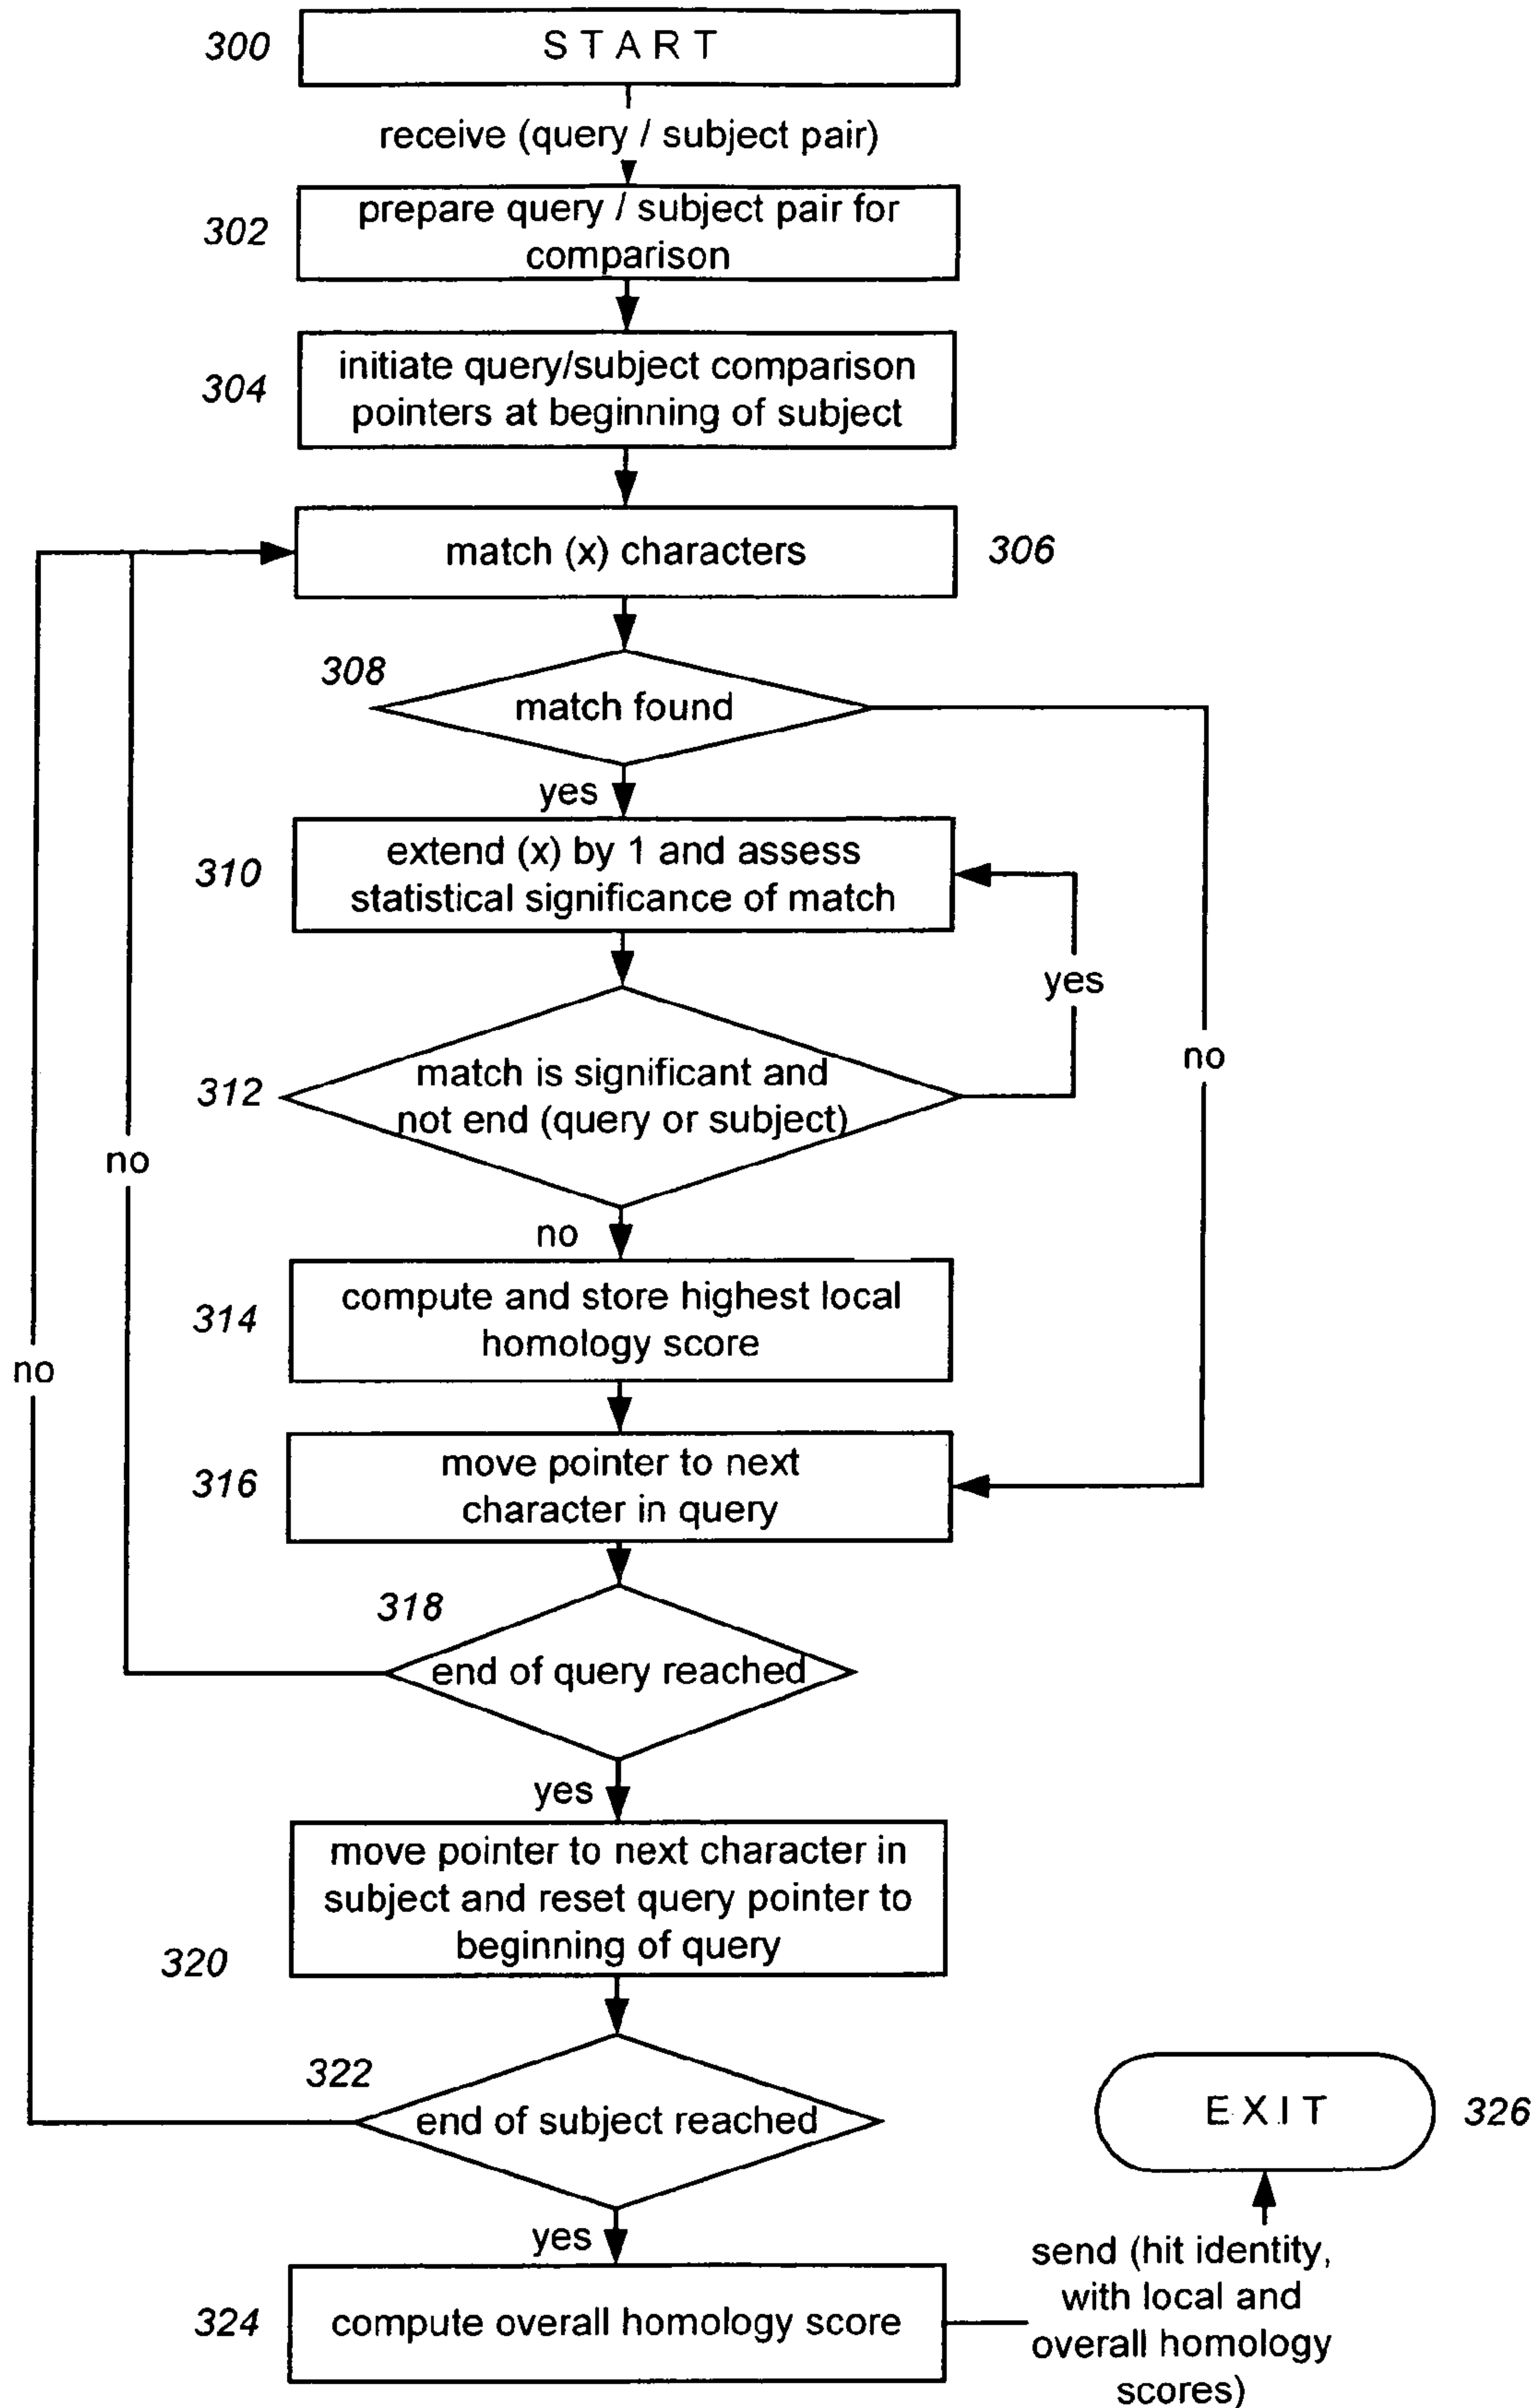 300
S T A R T
receive (query / subject pair)
302
prepare query / subject pair for
comparison
304
initiate query/subject comparison
pointers at beginning of subject
match (x) characters
306
308
match found
yes
310
extend (x) by 1 and assess
statistical significance of match
yes
no
312
match is significant and
not end (query or subject)
no
no
314
compute and store highest local
homology score
no
316
move pointer to next
character in query
318
end of query reached
yes
move pointer to next character in
subject and reset query pointer to
beginning of query
320
322
end of subject reached
E X I T
326
yes
send (hit identity,
with local and
overall homology
scores)
324
compute overall homology score